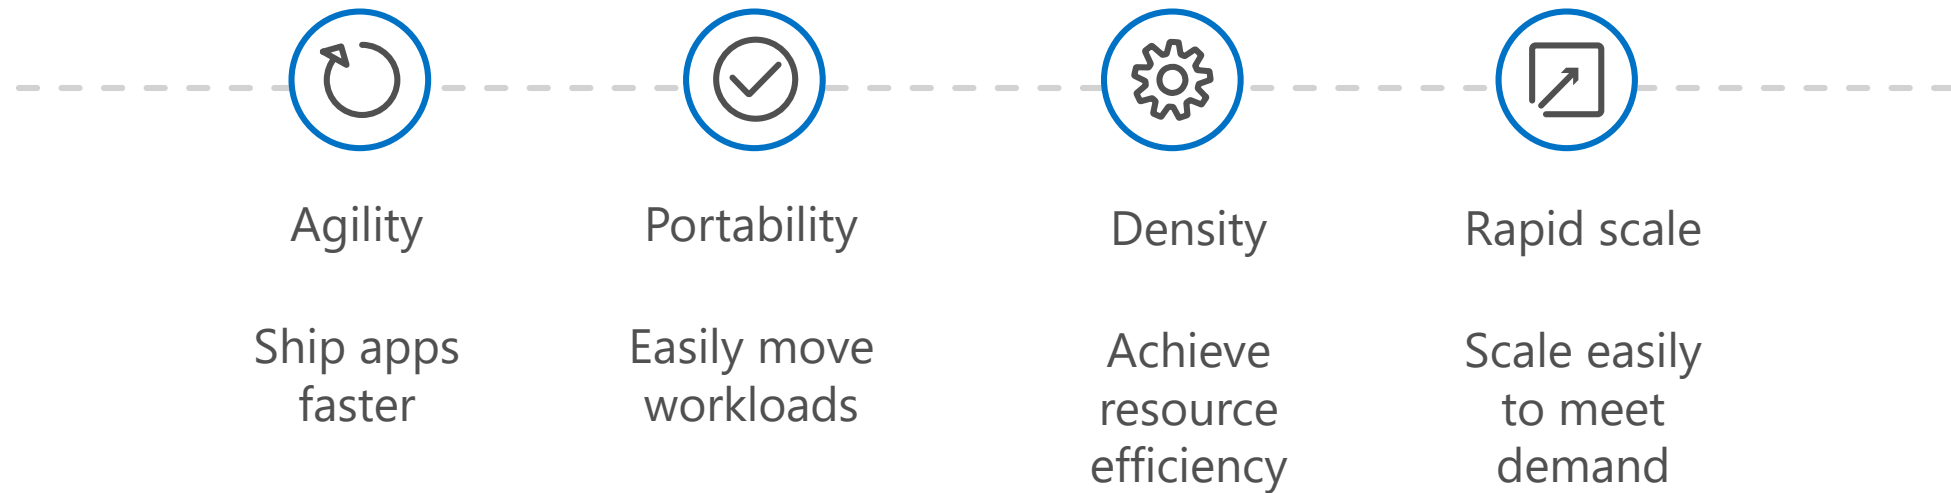 Agility
Ship apps
faster
Portability
Easily move
workloads
Density
Achieve
resource
efficiency
Rapid scale
Scale easily
to meet
demand